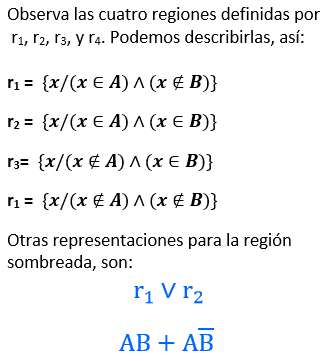 Observa las cuatro regiones definidas por
r₁, r₂, r₃, y r₄. Podemos describirlas, así:
r₁ = {x/(x ∈ A) ∧ (x ∉ B)}
r₂ = {x/(x ∈ A) ∧ (x ∈ B)}
r₃= {x/(x ∉ A) ∧ (x ∈ B)}
r₁ = {x/(x ∉ A) ∧ (x ∉ B)}
Otras representaciones para la región
sombreada, son:
r₁ ∨ r₂
AB + AB̅